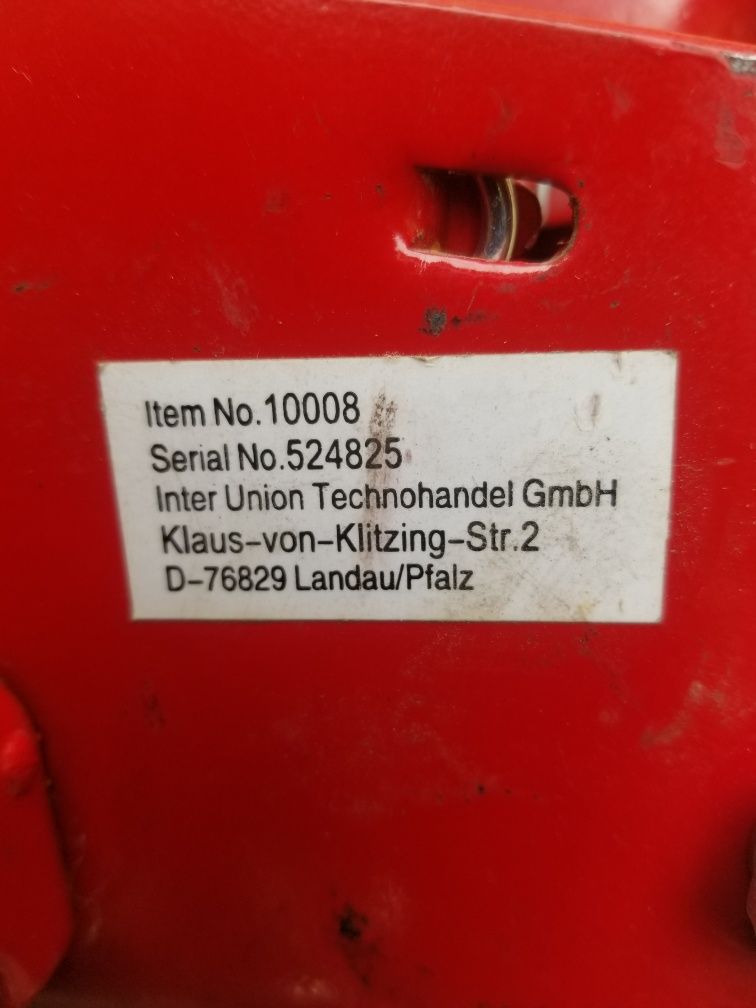 Item No.10008
Serial No.524825
Inter Union Technohandel GmbH
Klaus-von-Klitzing-Str.2
D-76829 Landau/Pfalz